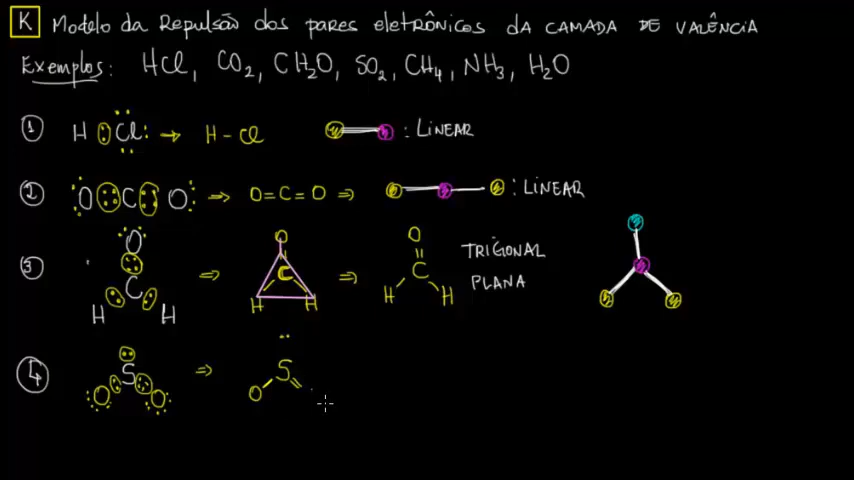 K Modelo da Repulsão dos pares eletrônicos da CAMADA DE VALÊNCIA
Exemplos: HCl, CO2, CH2O, SO2, CH4, NH3, H2O
1 H Cl → H - Cl : LINEAR
2 O C O ⇒ O = C = O ⇒ : LINEAR
3 O C H H ⇒ O C H H ⇒ O C H H TRIGONAL PLANA
4 S O O ⇒ S O